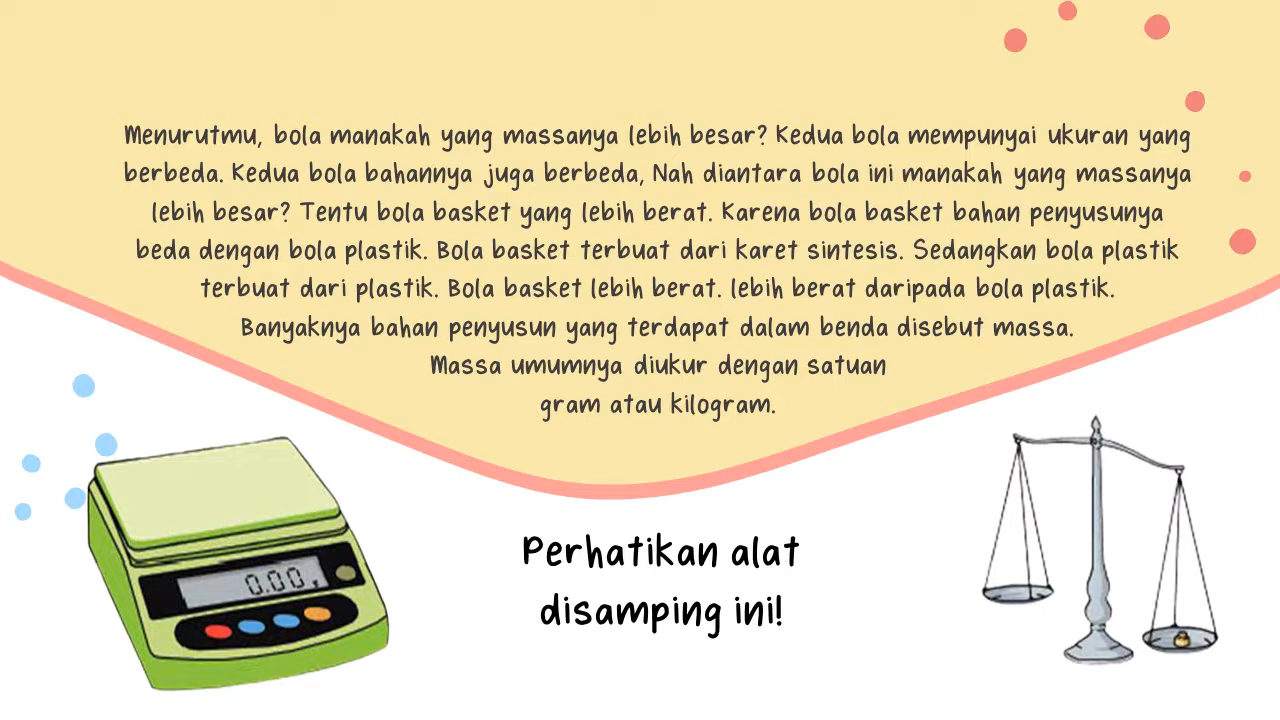 Menurutmu, bola manakah yang massanya lebih besar? Kedua bola mempunyai ukuran yang
berbeda. Kedua bola bahannya juga berbeda, Nah diantara bola ini manakah yang massanya
lebih besar? Tentu bola basket yang lebih berat. Karena bola basket bahan penyusunya
beda dengan bola plastik. Bola basket terbuat dari karet sintesis. Sedangkan bola plastik
terbuat dari plastik. Bola basket lebih berat. lebih berat daripada bola plastik.
Banyaknya bahan penyusun yang terdapat dalam benda disebut massa.
Massa umumnya diukur dengan satuan
gram atau kilogram.
Perhatikan alat
disamping ini!
0.00